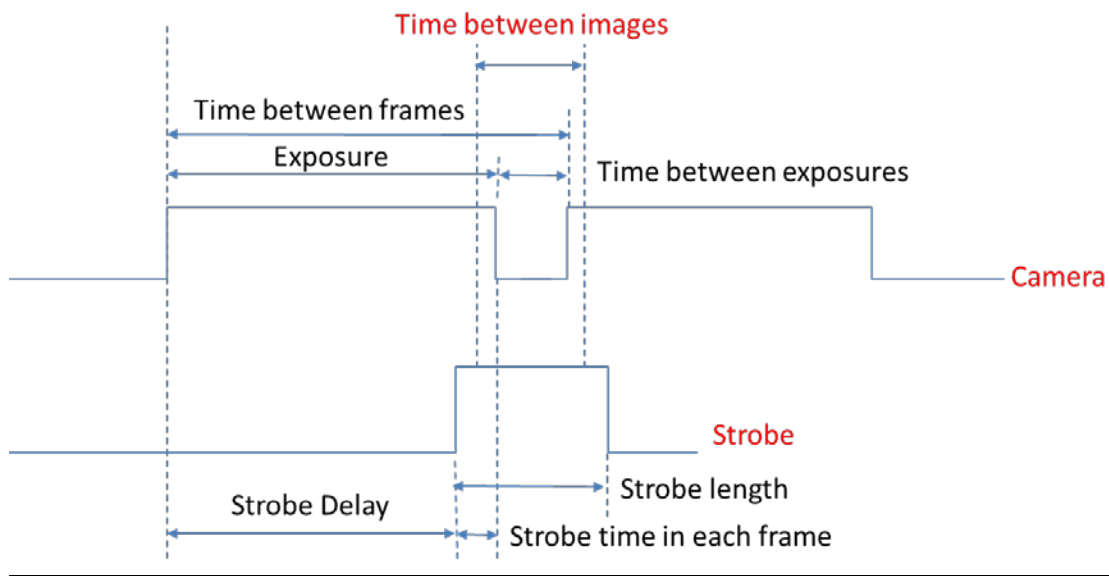 Time between images
Time between frames
Exposure
Time between exposures
Camera
Strobe
Strobe length
Strobe Delay
Strobe time in each frame